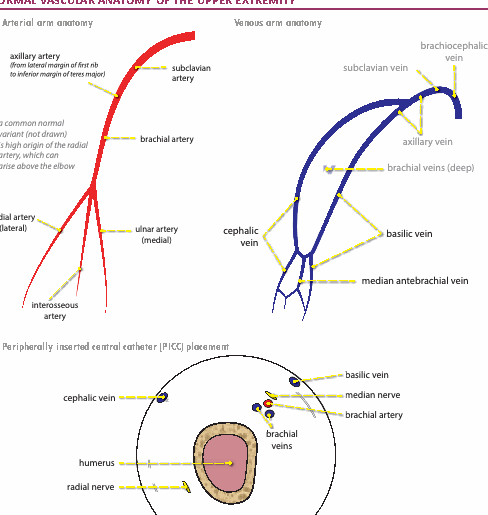 NORMAL VASCULAR ANATOMY OF THE UPPER EXTREMITY
Arterial arm anatomy
Venous arm anatomy
axillary artery
(from lateral margin of first rib
to inferior margin of teres major)
subclavian
artery
brachial artery
a common normal
variant (not drawn)
is high origin of the radial
artery, which can
arise above the elbow
dial artery
(lateral)
ulnar artery
(medial)
interosseous
artery
brachiocephalic
vein
subclavian vein
axillary vein
brachial veins (deep)
cephalic
vein
basilic vein
median antebrachial vein
Peripherally inserted central catheter (PICC) placement
cephalic vein
basilic vein
median nerve
brachial artery
brachial
veins
humerus
radial nerve